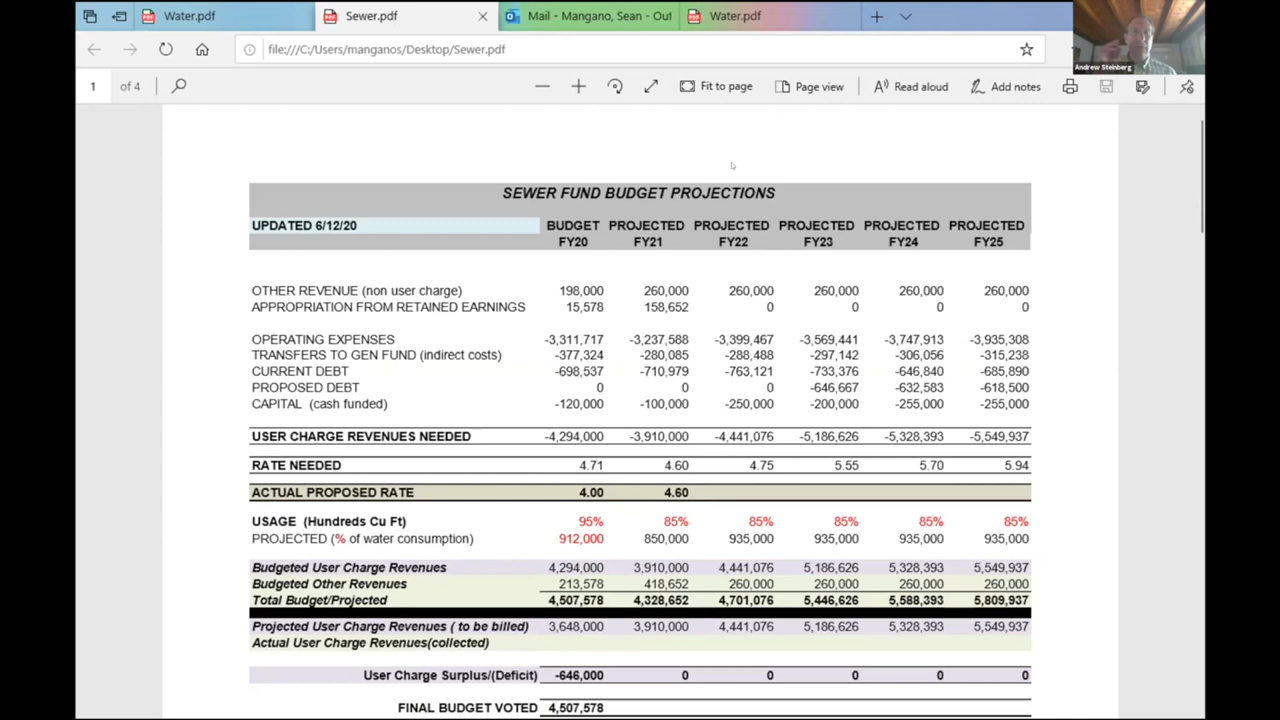 Water.pdf Sewer.pdf Mail - Mangano, Sean - Out Water.pdf
file:///C:/Users/manganos/Desktop/Sewer.pdf
Andrew Steinberg
1 of 4 Fit to page Page view Read aloud Add notes
SEWER FUND BUDGET PROJECTIONS
UPDATED 6/12/20 BUDGET PROJECTED PROJECTED PROJECTED PROJECTED PROJECTED
FY20 FY21 FY22 FY23 FY24 FY25
OTHER REVENUE (non user charge) 198,000 260,000 260,000 260,000 260,000 260,000
APPROPRIATION FROM RETAINED EARNINGS 15,578 158,652 0 0 0 0
OPERATING EXPENSES -3,311,717 -3,237,588 -3,399,467 -3,569,441 -3,747,913 -3,935,308
TRANSFERS TO GEN FUND (indirect costs) -377,324 -280,085 -288,488 -297,142 -306,056 -315,238
CURRENT DEBT -698,537 -710,979 -763,121 -733,376 -646,840 -685,890
PROPOSED DEBT 0 0 0 -646,667 -632,583 -618,500
CAPITAL (cash funded) -120,000 -100,000 -250,000 -200,000 -255,000 -255,000
USER CHARGE REVENUES NEEDED -4,294,000 -3,910,000 -4,441,076 -5,186,626 -5,328,393 -5,549,937
RATE NEEDED 4.71 4.60 4.75 5.55 5.70 5.94
ACTUAL PROPOSED RATE 4.00 4.60
USAGE (Hundreds Cu Ft) 95% 85% 85% 85% 85% 85%
PROJECTED (% of water consumption) 912,000 850,000 935,000 935,000 935,000 935,000
Budgeted User Charge Revenues 4,294,000 3,910,000 4,441,076 5,186,626 5,328,393 5,549,937
Budgeted Other Revenues 213,578 418,652 260,000 260,000 260,000 260,000
Total Budget/Projected 4,507,578 4,328,652 4,701,076 5,446,626 5,588,393 5,809,937
Projected User Charge Revenues ( to be billed) 3,648,000 3,910,000 4,441,076 5,186,626 5,328,393 5,549,937
Actual User Charge Revenues(collected)
User Charge Surplus/(Deficit) -646,000 0 0 0 0 0
FINAL BUDGET VOTED 4,507,578